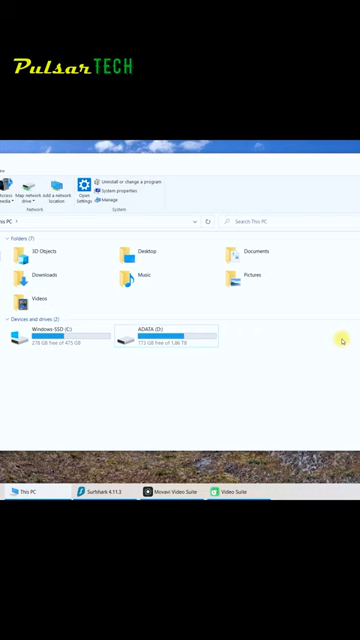 PulsarTECH
Access
media
Map network
drive
Add a network
location
Open
Settings
Uninstall or change a program
System properties
Manage
Network
System
This PC
Search This PC
Folders (7)
3D Objects
Desktop
Documents
Downloads
Music
Pictures
Videos
Devices and drives (2)
Windows-SSD (C:)
278 GB free of 475 GB
ADATA (D:)
773 GB free of 1,86 TB
This PC
Surfshark 4.11.3
Movavi Video Suite
Video Suite